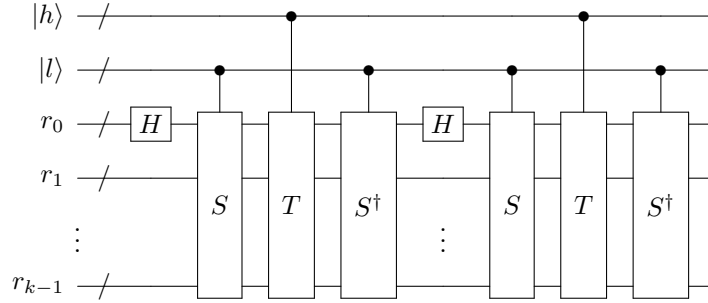 |h⟩
|l⟩
r₀ H H
r₁ S T S† S T S†
⋮ ⋮
rₖ₋₁